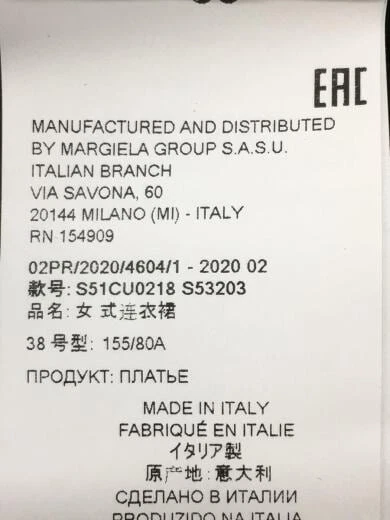 EAC
MANUFACTURED AND DISTRIBUTED
BY MARGIELA GROUP S.A.S.U.
ITALIAN BRANCH
VIA SAVONA, 60
20144 MILANO (MI) - ITALY
RN 154909
02PR/2020/4604/1 - 2020 02
款号: S51CU0218 S53203
品名: 女 式连衣裙
38 号型: 155/80A
ПРОДУКТ: ПЛАТЬЕ
MADE IN ITALY
FABRIQUÉ EN ITALIE
イタリア製
原产地:意大利
СДЕЛАНО В ИТАЛИИ
PRODUZIDO NA ITALIA